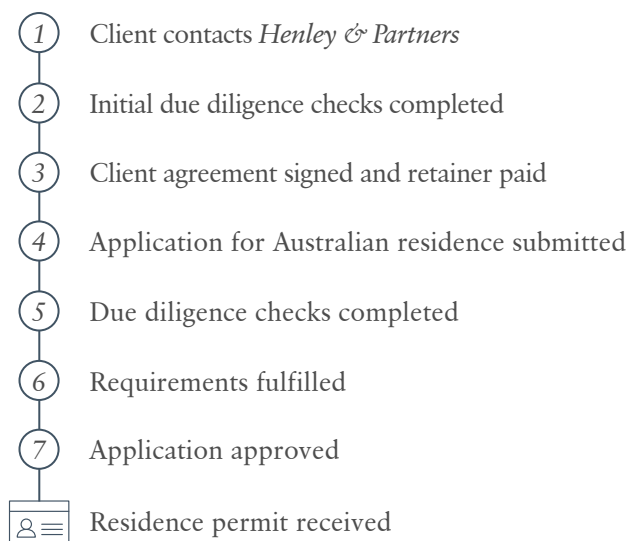 1 Client contacts Henley & Partners
2 Initial due diligence checks completed
3 Client agreement signed and retainer paid
4 Application for Australian residence submitted
5 Due diligence checks completed
6 Requirements fulfilled
7 Application approved
Residence permit received